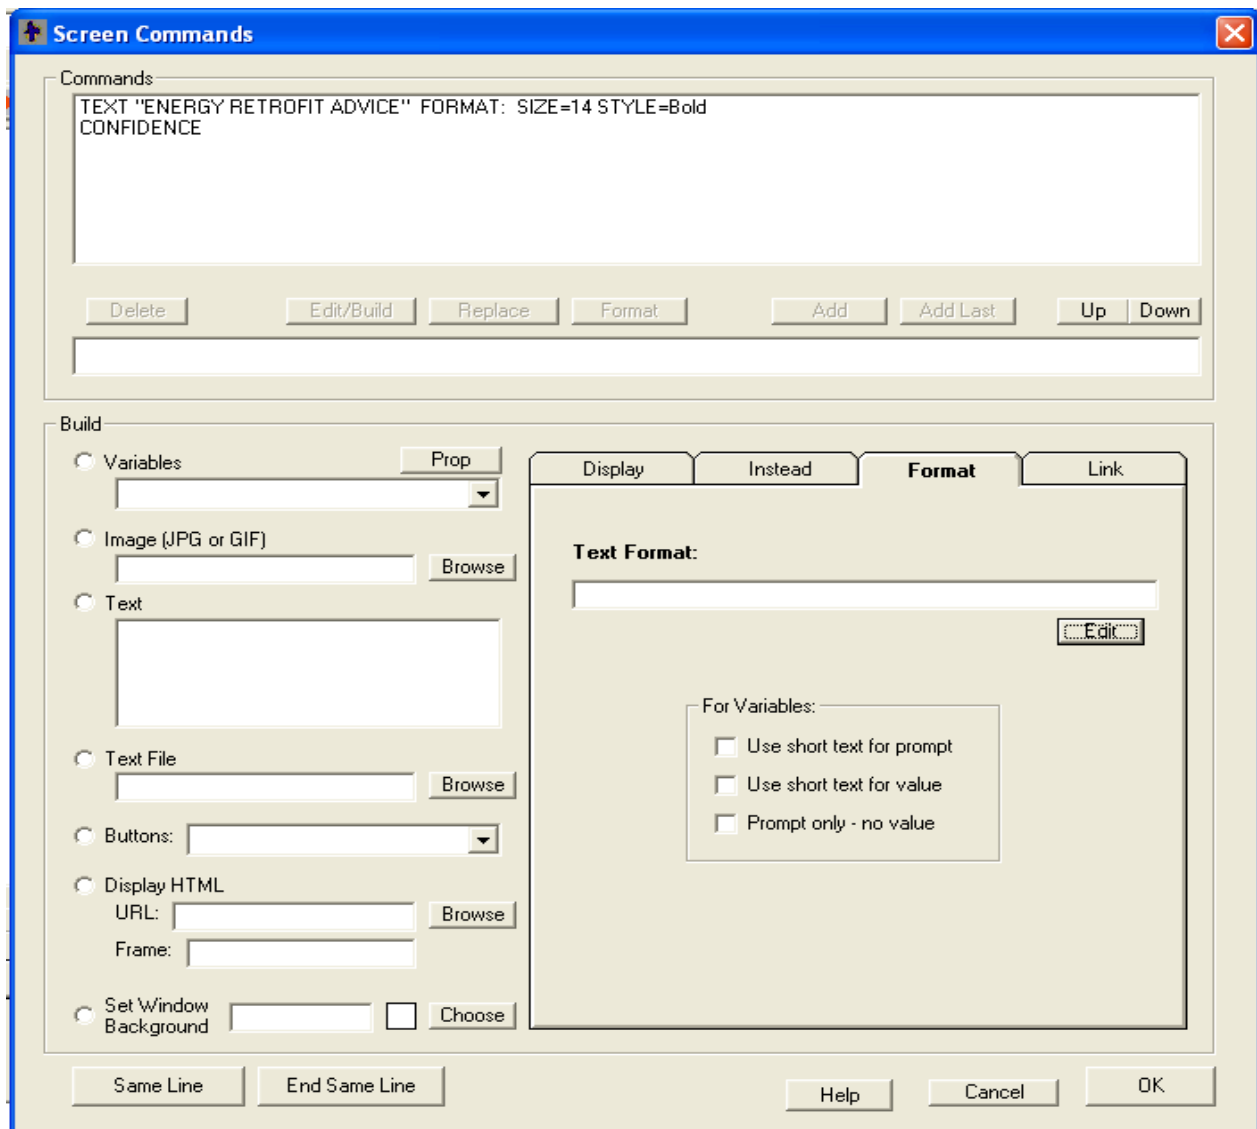 Screen Commands
Commands
TEXT "ENERGY RETROFIT ADVICE"  FORMAT:  SIZE=14 STYLE=Bold
CONFIDENCE
Delete Edit/Build Replace Format Add Add Last Up Down
Build
Variables Prop
Image (JPG or GIF)
Browse
Text
Text File
Browse
Buttons:
Display HTML
URL: Browse
Frame:
Set Window
Background Choose
Display Instead Format Link
Text Format:
Edit
For Variables:
Use short text for prompt
Use short text for value
Prompt only - no value
Same Line End Same Line Help Cancel OK